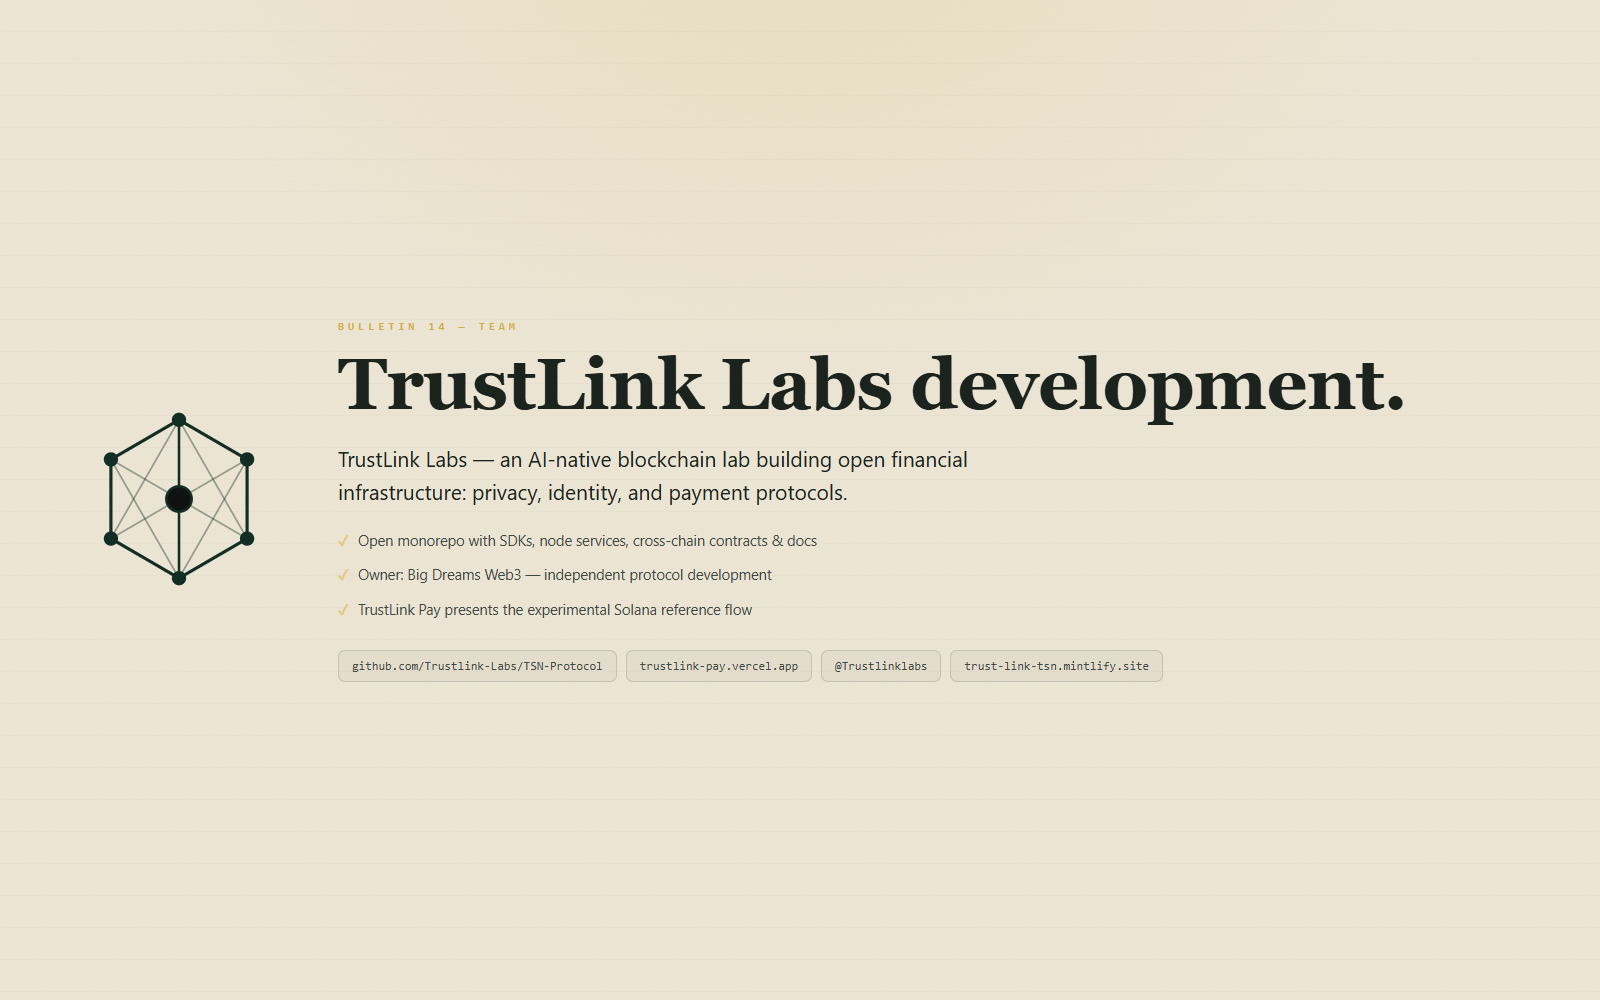 BULLETIN 14 — TEAM
TrustLink Labs development.
TrustLink Labs — an AI-native blockchain lab building open financial
infrastructure: privacy, identity, and payment protocols.
✓ Open monorepo with SDKs, node services, cross-chain contracts & docs
✓ Owner: Big Dreams Web3 — independent protocol development
✓ TrustLink Pay presents the experimental Solana reference flow
github.com/Trustlink-Labs/TSN-Protocol trustlink-pay.vercel.app @Trustlinklabs trust-link-tsn.mintlify.site